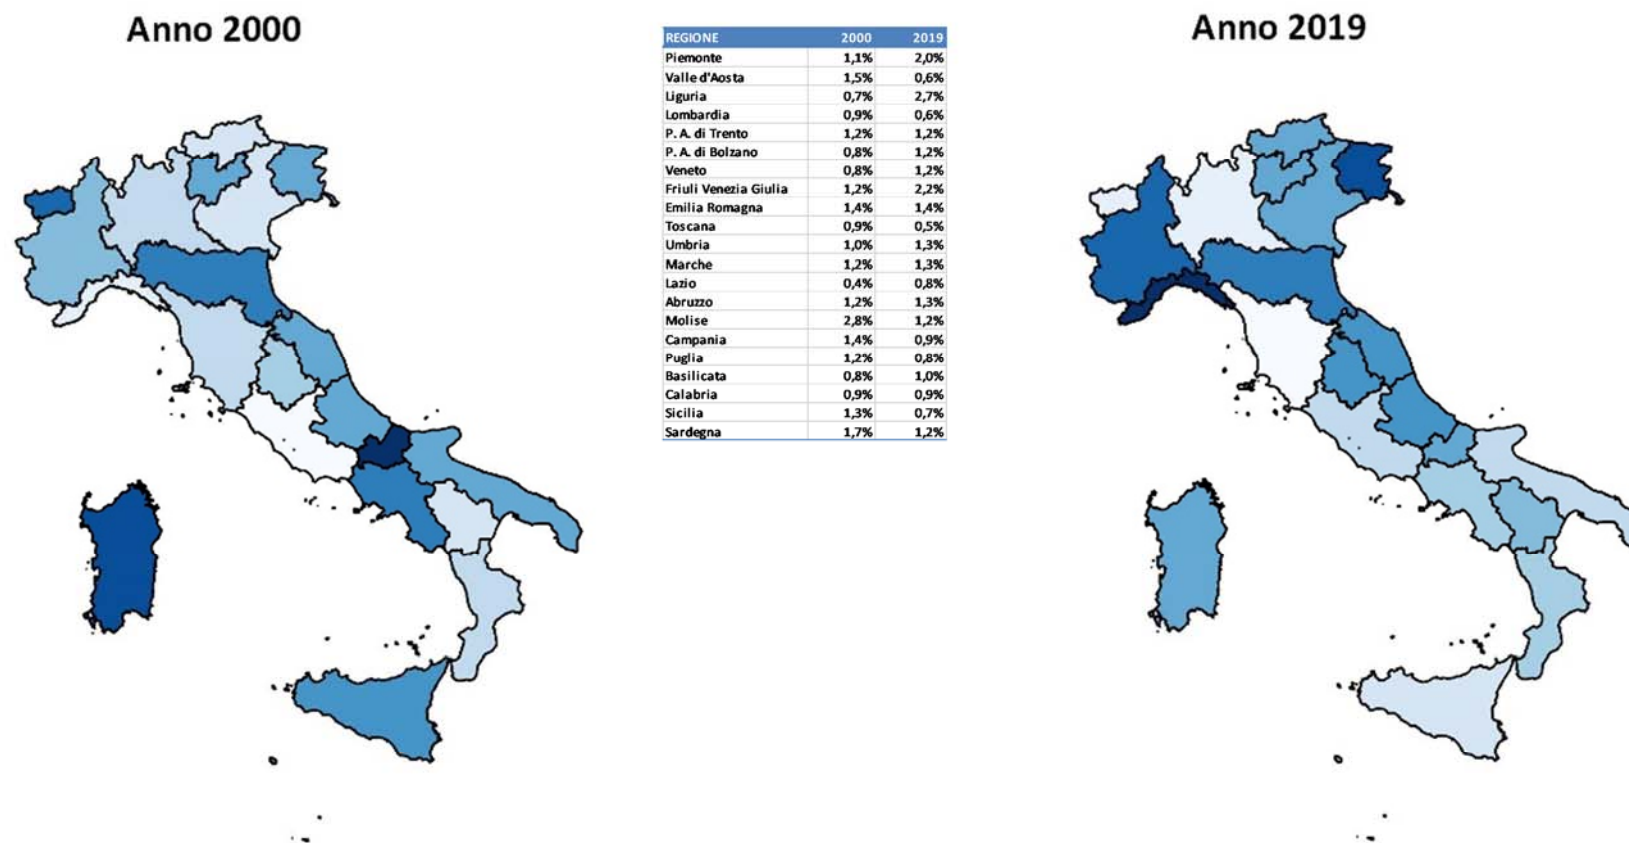 Anno 2000
REGIONE 2000 2019
Piemonte 1,1% 2,0%
Valle d'Aosta 1,5% 0,6%
Liguria 0,7% 2,7%
Lombardia 0,9% 0,6%
P. A. di Trento 1,2% 1,2%
P. A. di Bolzano 0,8% 1,2%
Veneto 0,8% 1,2%
Friuli Venezia Giulia 1,2% 2,2%
Emilia Romagna 1,4% 1,4%
Toscana 0,9% 0,5%
Umbria 1,0% 1,3%
Marche 1,2% 1,3%
Lazio 0,4% 0,8%
Abruzzo 1,2% 1,3%
Molise 2,8% 1,2%
Campania 1,4% 0,9%
Puglia 1,2% 0,8%
Basilicata 0,8% 1,0%
Calabria 0,9% 0,9%
Sicilia 1,3% 0,7%
Sardegna 1,7% 1,2%
Anno 2019